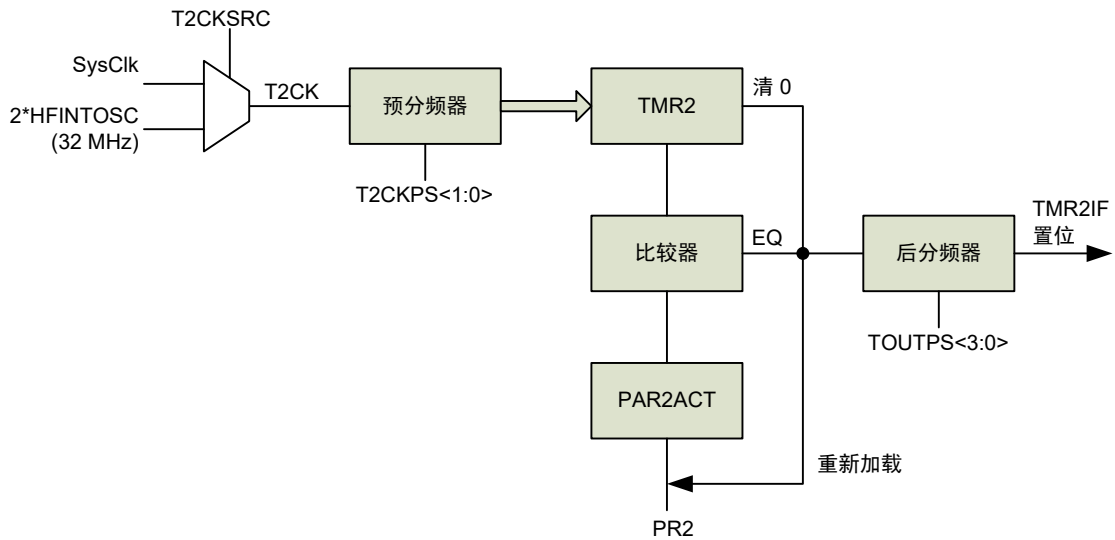 T2CKSRC
SysClk
2*HFINTOSC
(32 MHz)
T2CK
预分频器
T2CKPS<1:0>
TMR2
清 0
比较器
EQ
后分频器
TMR2IF
置位
TOUTPS<3:0>
PAR2ACT
重新加载
PR2